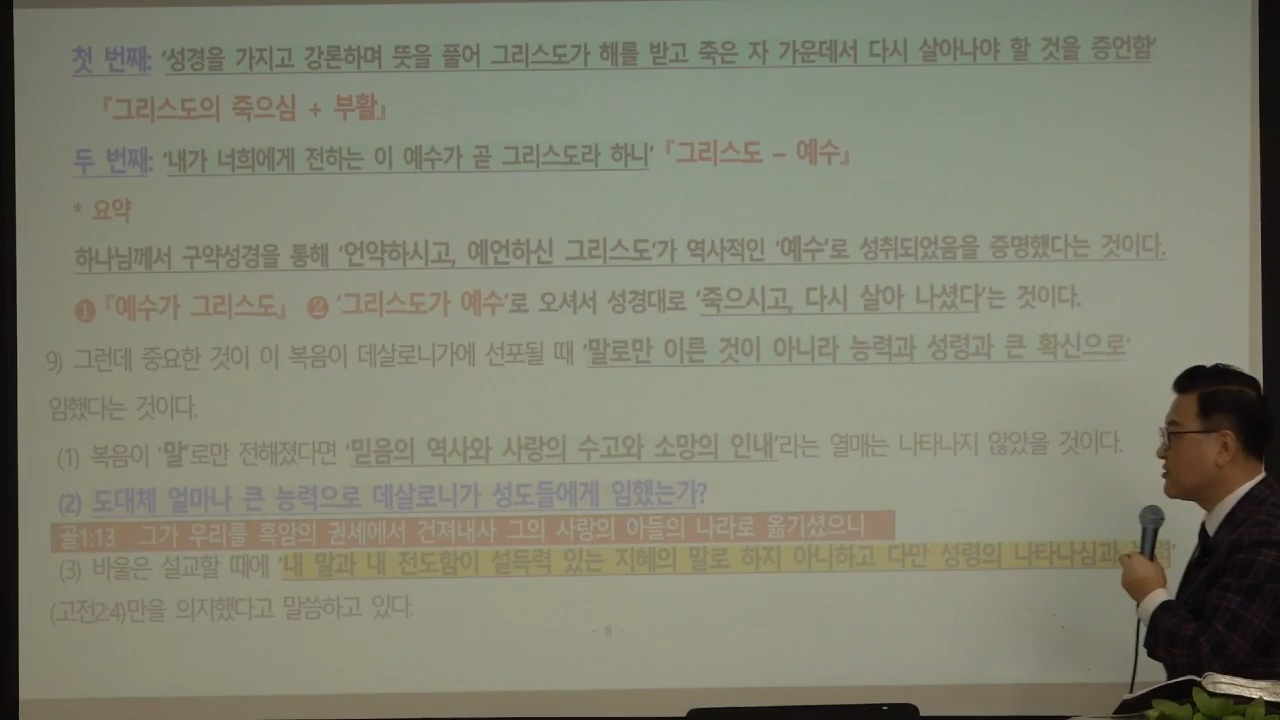 첫 번째: ‘성경을 가지고 강론하며 뜻을 풀어 그리스도가 해를 받고 죽은 자 가운데서 다시 살아나야 할 것을 증언함’
『그리스도의 죽으심 + 부활』
두 번째: ‘내가 너희에게 전하는 이 예수가 곧 그리스도라 하니’ 『그리스도 – 예수』
* 요약
하나님께서 구약성경을 통해 ‘언약하시고, 예언하신 그리스도’가 역사적인 ‘예수’로 성취되었음을 증명했다는 것이다.
❶『예수가 그리스도』 ❷ ‘그리스도가 예수’로 오셔서 성경대로 ‘죽으시고, 다시 살아 나셨다’는 것이다.
9) 그런데 중요한 것이 이 복음이 데살로니가에 선포될 때 ‘말로만 이른 것이 아니라 능력과 성령과 큰 확신으로’
임했다는 것이다.
(1) 복음이 ‘말’로만 전해졌다면 ‘믿음의 역사와 사랑의 수고와 소망의 인내’라는 열매는 나타나지 않았을 것이다.
(2) 도대체 얼마나 큰 능력으로 데살로니가 성도들에게 임했는가?
골1:13 그가 우리를 흑암의 권세에서 건져내사 그의 사랑의 아들의 나라로 옮기셨으니
(3) 바울은 설교할 때에 ‘내 말과 내 전도함이 설득력 있는 지혜의 말로 하지 아니하고 다만 성령의 나타나심과
(고전2:4)만을 의지했다고 말씀하고 있다.
- 8 -